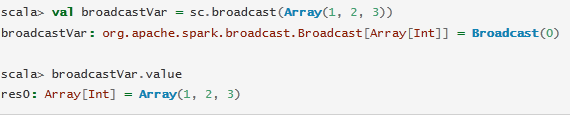 scala> val broadcastVar = sc.broadcast(Array(1, 2, 3))
broadcastVar: org.apache.spark.broadcast.Broadcast[Array[Int]] = Broadcast(0)
scala> broadcastVar.value
res0: Array[Int] = Array(1, 2, 3)